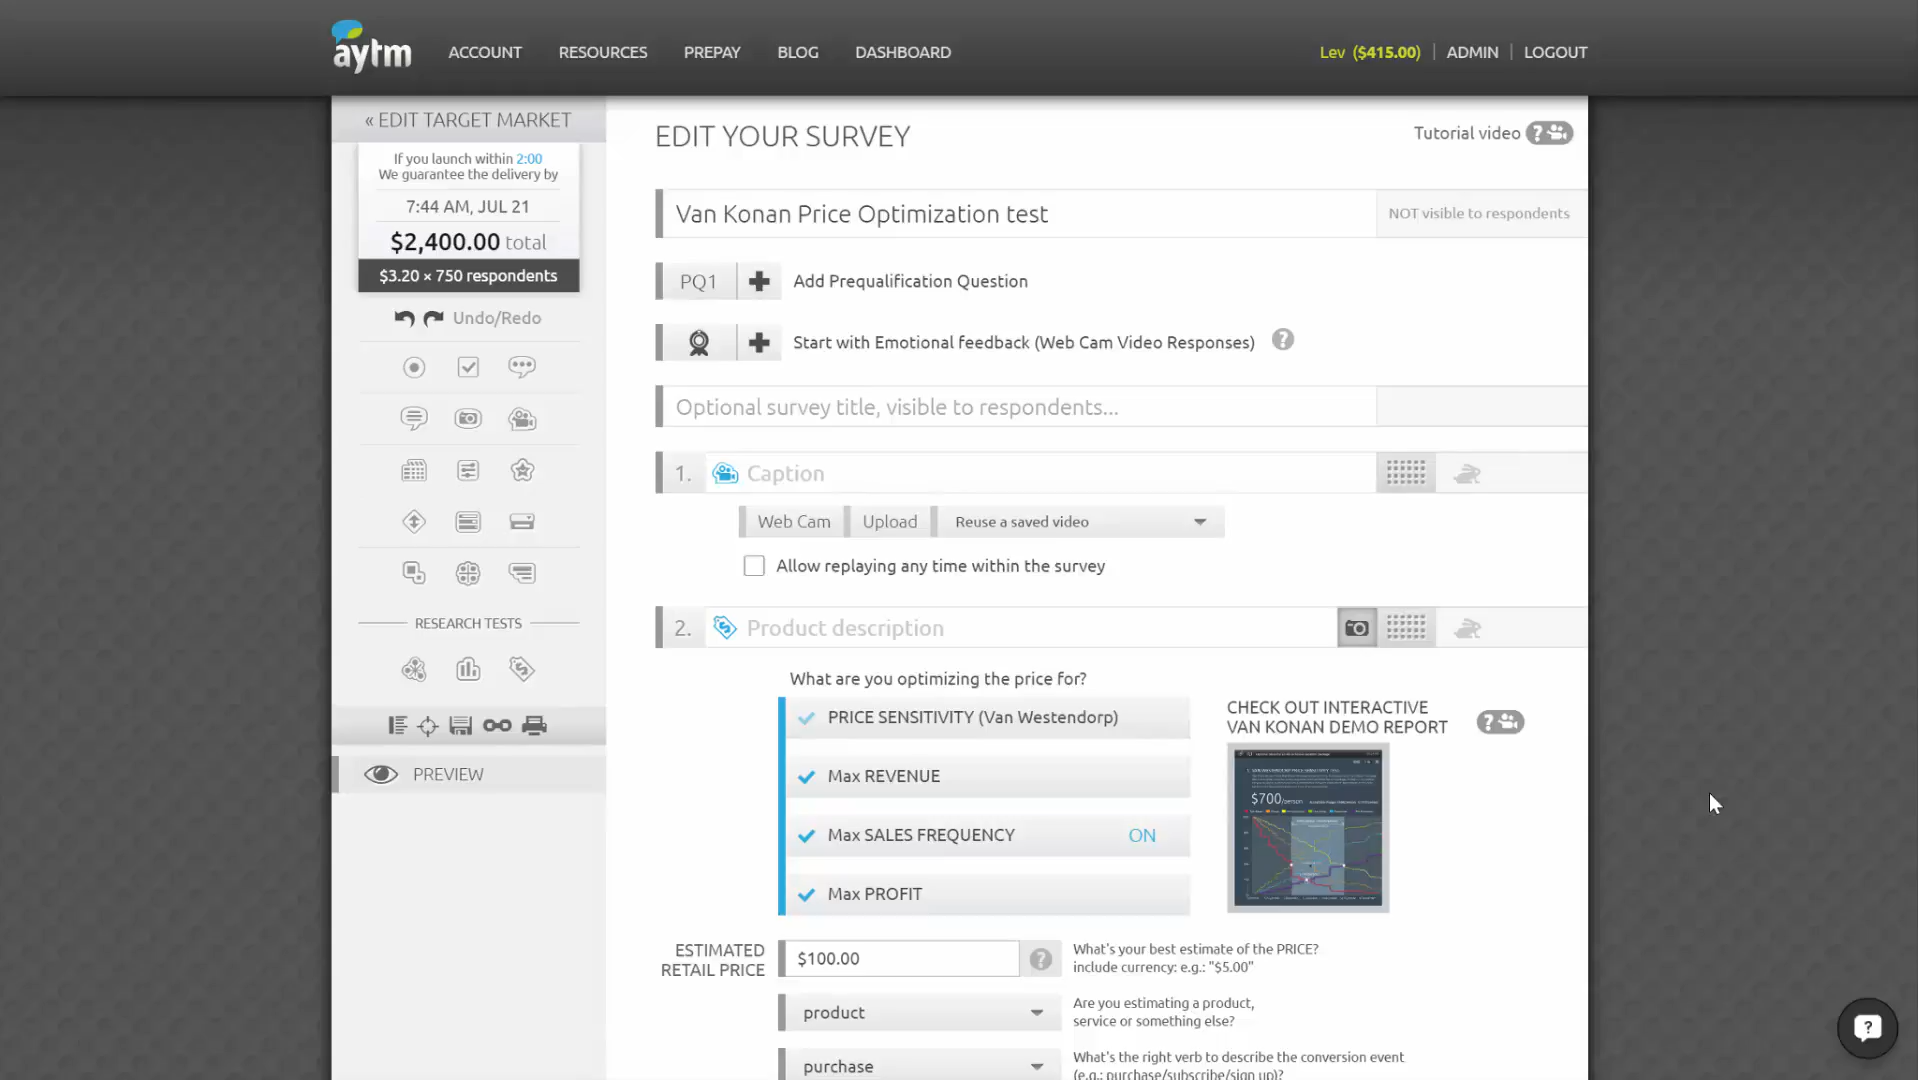 aytm
ACCOUNT RESOURCES PREPAY BLOG DASHBOARD
Lev ($415.00) ADMIN LOGOUT
« EDIT TARGET MARKET
If you launch within 2:00
We guarantee the delivery by
7:44 AM, JUL 21
$2,400.00 total
$3.20 × 750 respondents
Undo/Redo
RESEARCH TESTS
PREVIEW
EDIT YOUR SURVEY
Tutorial video ?
Van Konan Price Optimization test
NOT visible to respondents
PQ1 Add Prequalification Question
Start with Emotional feedback (Web Cam Video Responses) ?
Optional survey title, visible to respondents...
1. Caption
Web Cam Upload Reuse a saved video
Allow replaying any time within the survey
2. Product description
What are you optimizing the price for?
PRICE SENSITIVITY (Van Westendorp)
Max REVENUE
Max SALES FREQUENCY ON
Max PROFIT
CHECK OUT INTERACTIVE
VAN KONAN DEMO REPORT ?
$700/person
ESTIMATED
RETAIL PRICE
$100.00 ?
What's your best estimate of the PRICE?
include currency: e.g.: "$5.00"
product
Are you estimating a product,
service or something else?
purchase
What's the right verb to describe the conversion event
(e.g.: purchase/subscribe/sign up)?
?